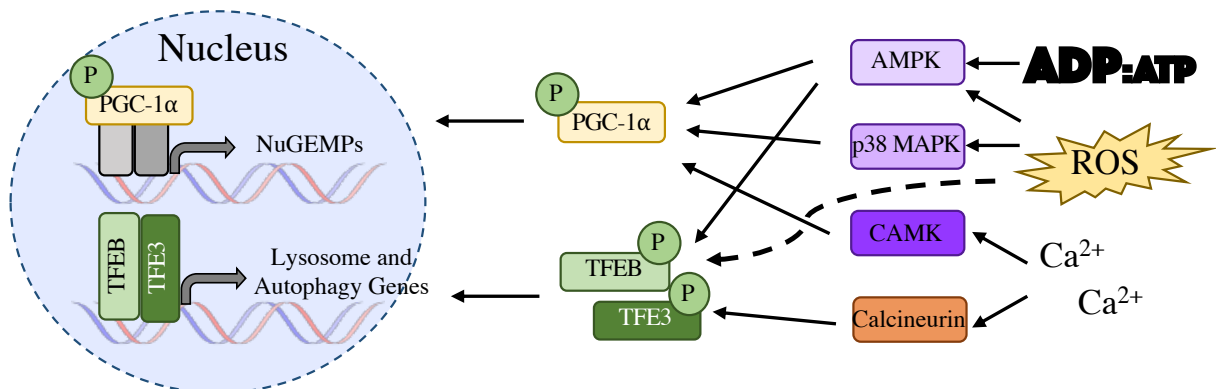 Nucleus
P
PGC-1α
NuGEMPs
TFEB
TFE3
Lysosome and
Autophagy Genes
P
PGC-1α
P
TFEB
P
TFE3
AMPK
p38 MAPK
CAMK
Calcineurin
ADP:ATP
ROS
Ca2+
Ca2+